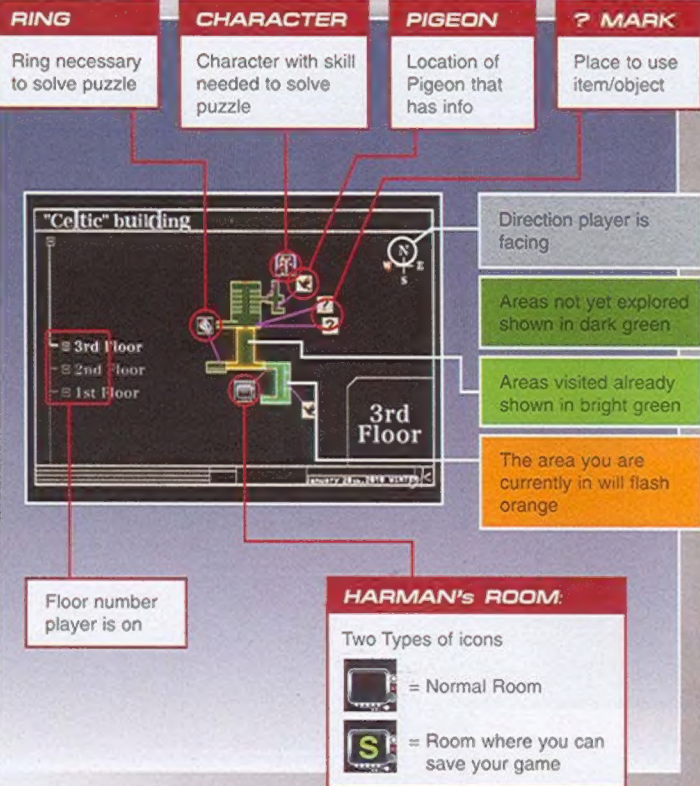 RING
Ring necessary
to solve puzzle
CHARACTER
Character with skill
needed to solve
puzzle
PIGEON
Location of
Pigeon that
has info
? MARK
Place to use
item/object
"Celtic" building
N
E
S
?
?
3rd Floor
2nd Floor
1st Floor
3rd
Floor
January 28th, 2010 WINTER
Direction player is
facing
Areas not yet explored
shown in dark green
Areas visited already
shown in bright green
The area you are
currently in will flash
orange
Floor number
player is on
HARMAN's ROOM:
Two Types of icons
= Normal Room
S
= Room where you can
save your game